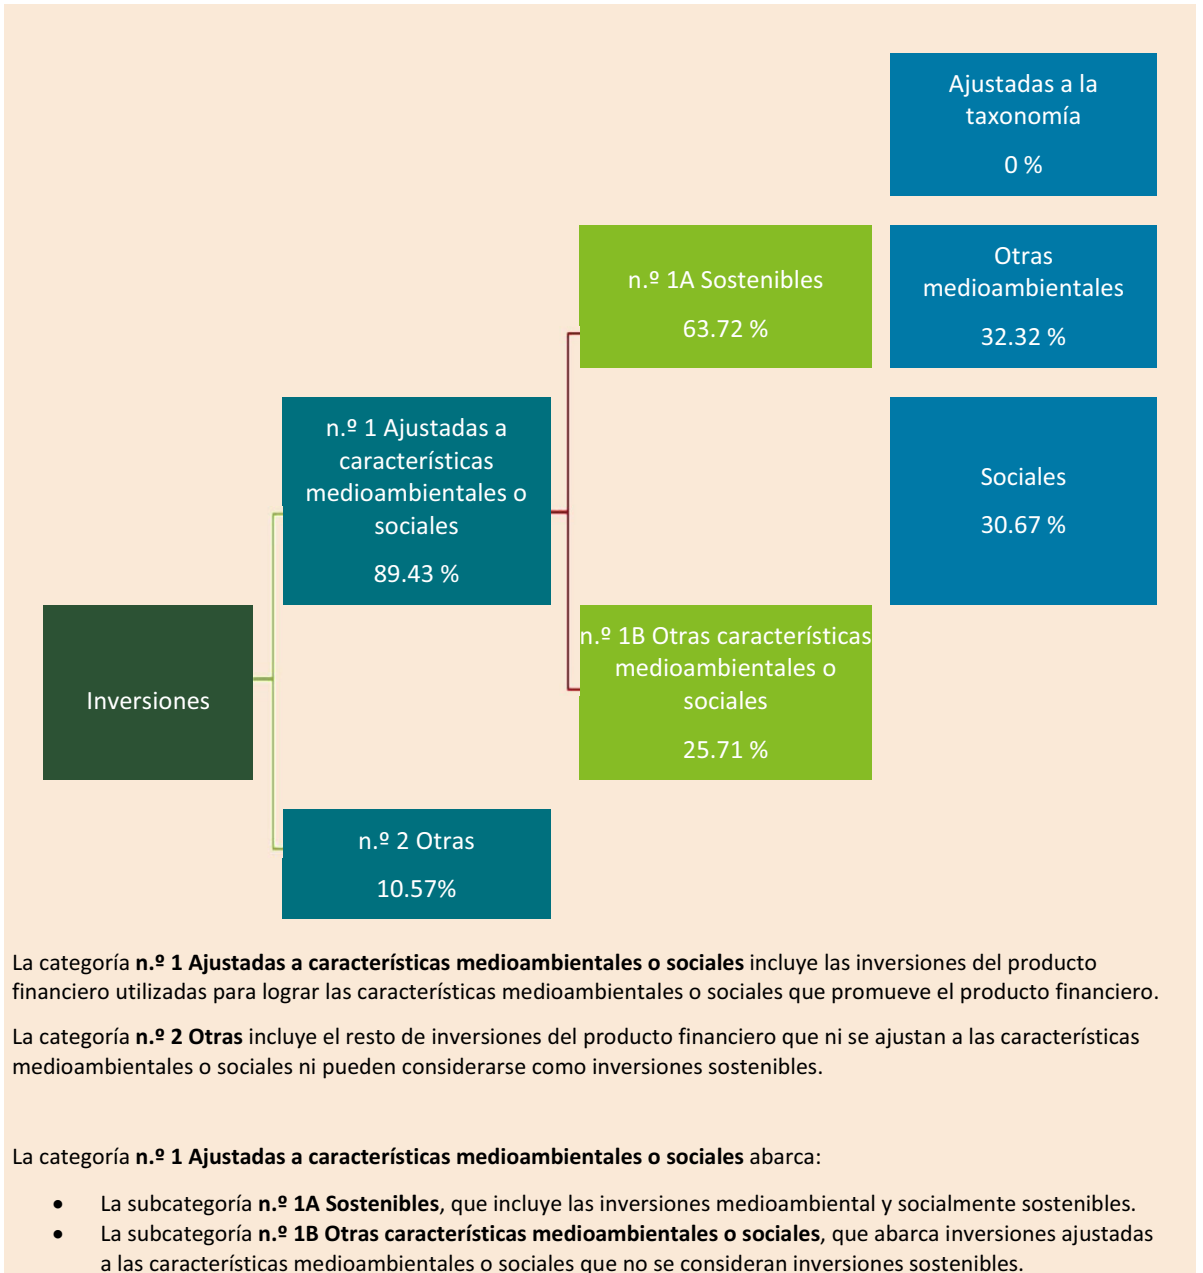 Ajustadas a la
taxonomía
0 %
n.º 1A Sostenibles
63.72 %
Otras
medioambientales
32.32 %
n.º 1 Ajustadas a
características
medioambientales o
sociales
89.43 %
Sociales
30.67 %
Inversiones
n.º 1B Otras características
medioambientales o
sociales
25.71 %
n.º 2 Otras
10.57%
La categoría n.º 1 Ajustadas a características medioambientales o sociales incluye las inversiones del producto
financiero utilizadas para lograr las características medioambientales o sociales que promueve el producto financiero.
La categoría n.º 2 Otras incluye el resto de inversiones del producto financiero que ni se ajustan a las características
medioambientales o sociales ni pueden considerarse como inversiones sostenibles.
La categoría n.º 1 Ajustadas a características medioambientales o sociales abarca:
• La subcategoría n.º 1A Sostenibles, que incluye las inversiones medioambiental y socialmente sostenibles.
• La subcategoría n.º 1B Otras características medioambientales o sociales, que abarca inversiones ajustadas
a las características medioambientales o sociales que no se consideran inversiones sostenibles.